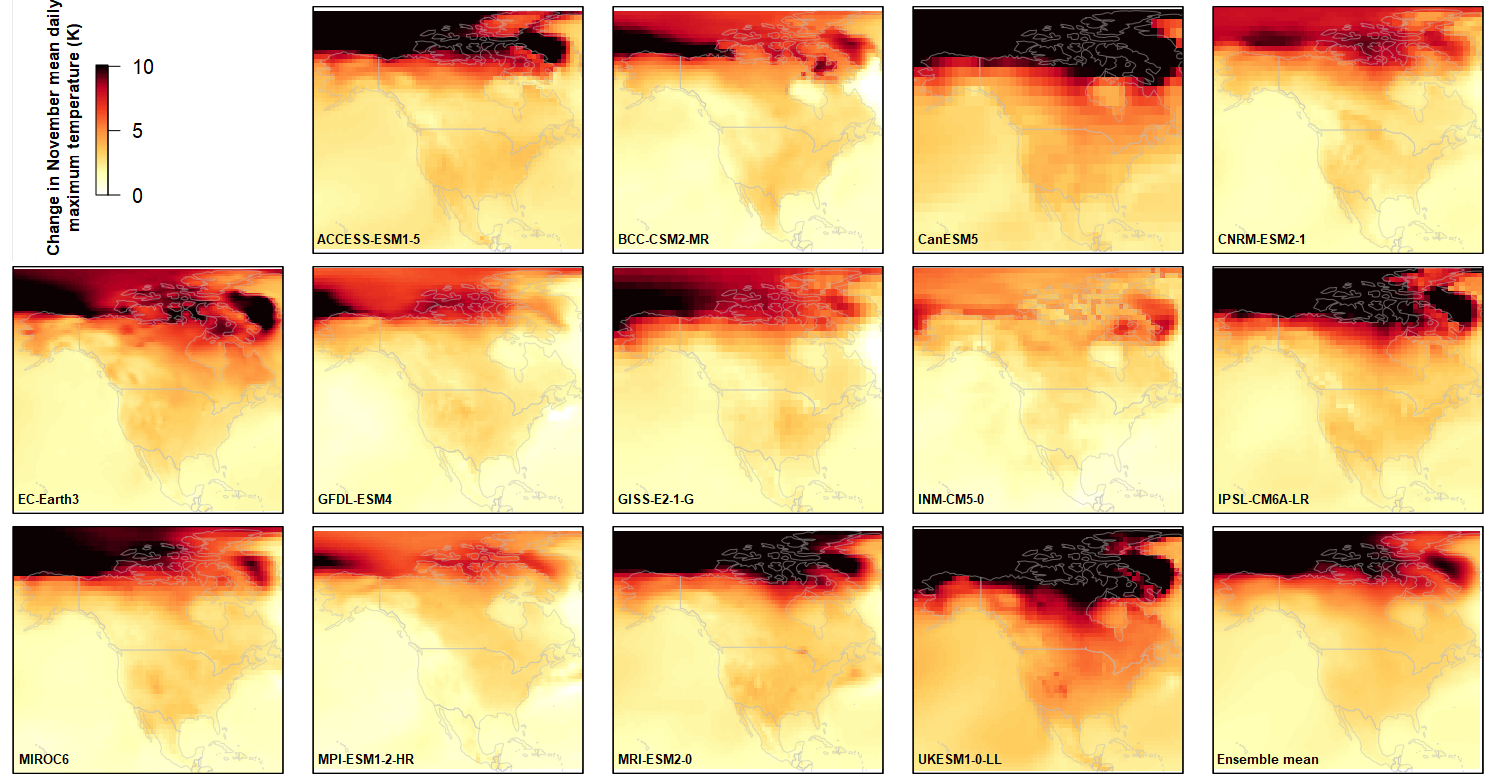 Change in November mean daily
maximum temperature (K)
10
5
0
ACCESS-ESM1-5
BCC-CSM2-MR
CanESM5
CNRM-ESM2-1
EC-Earth3
GFDL-ESM4
GISS-E2-1-G
INM-CM5-0
IPSL-CM6A-LR
MIROC6
MPI-ESM1-2-HR
MRI-ESM2-0
UKESM1-0-LL
Ensemble mean